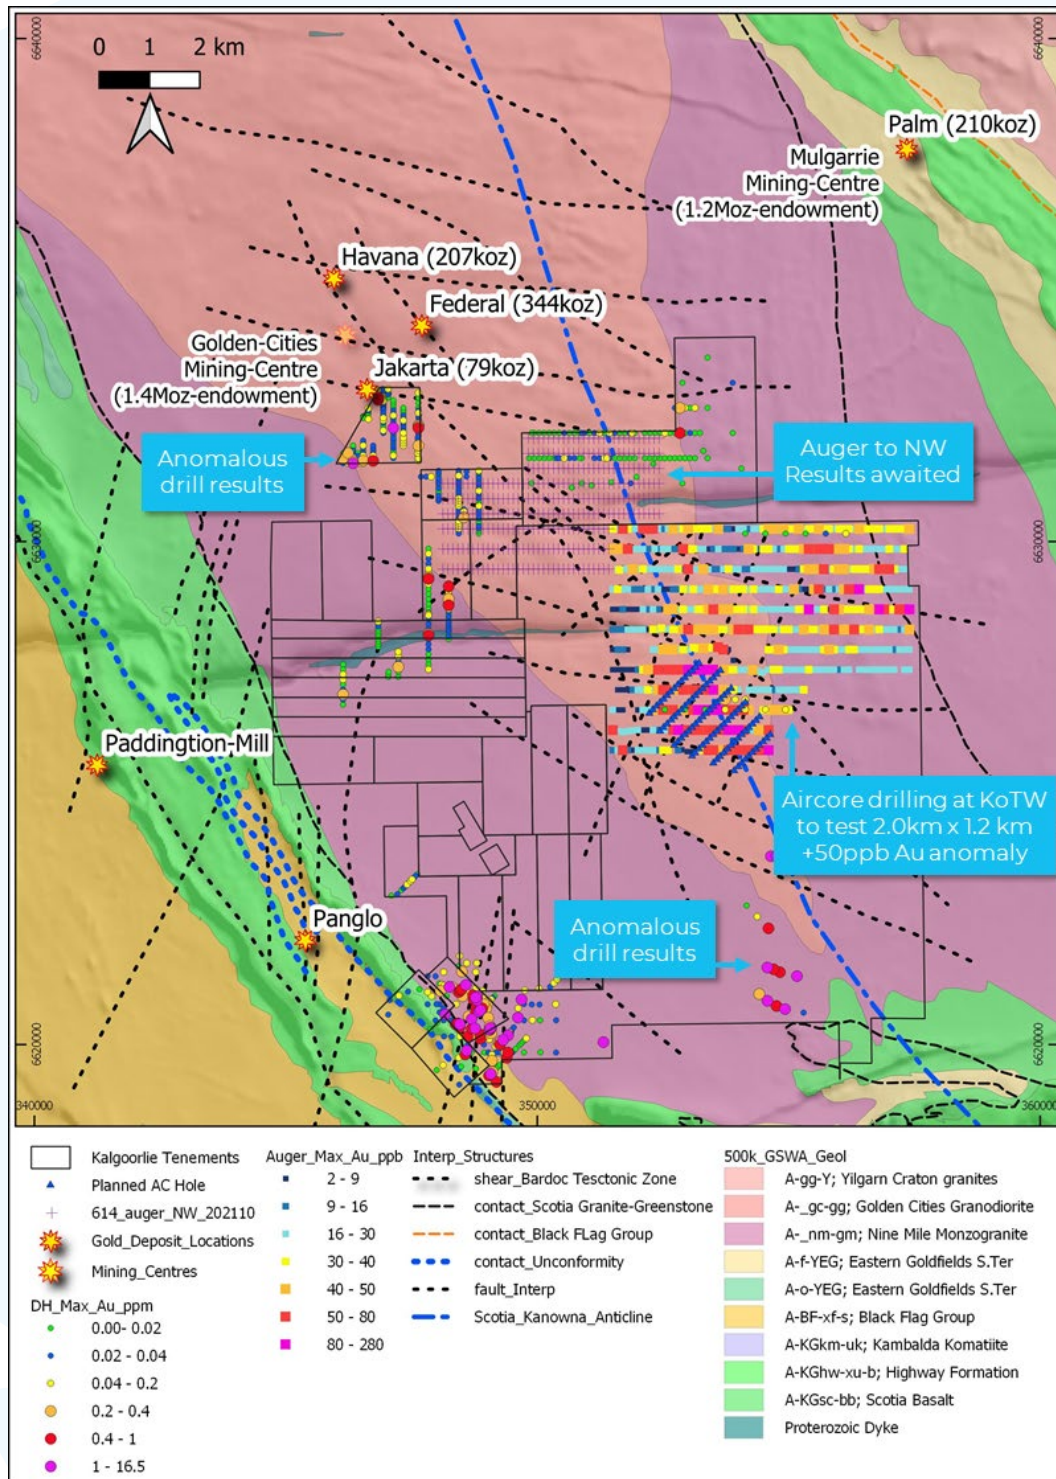 0 1 2 km
6640000
6640000
Palm (210koz)
Mulgarrie
Mining-Centre
(1.2Moz-endowment)
Havana (207koz)
Federal (344koz)
Golden-Cities
Mining-Centre
(1.4Moz-endowment)
Jakarta (79koz)
Anomalous
drill results
Auger to NW
Results awaited
6630000
6630000
Paddingtion-Mill
Aircore drilling at KoTW
to test 2.0km x 1.2 km
+50ppb Au anomaly
Panglo
Anomalous
drill results
6620000
6620000
340000
350000
360000
Kalgoorlie Tenements
Planned AC Hole
614_auger_NW_202110
Gold_Deposit_Locations
Mining_Centres
DH_Max_Au_ppm
0.00- 0.02
0.02 - 0.04
0.04 - 0.2
0.2 - 0.4
0.4 - 1
1 - 16.5
Auger_Max_Au_ppb
2 - 9
9 - 16
16 - 30
30 - 40
40 - 50
50 - 80
80 - 280
Interp_Structures
shear_Bardoc Tesctonic Zone
contact_Scotia Granite-Greenstone
contact_Black FLag Group
contact_Unconformity
fault_Interp
Scotia_Kanowna_Anticline
500k_GSWA_Geol
A-gg-Y; Yilgarn Craton granites
A-_gc-gg; Golden Cities Granodiorite
A-_nm-gm; Nine Mile Monzogranite
A-f-YEG; Eastern Goldfields S.Ter
A-o-YEG; Eastern Goldfields S.Ter
A-BF-xf-s; Black Flag Group
A-KGkm-uk; Kambalda Komatiite
A-KGhw-xu-b; Highway Formation
A-KGsc-bb; Scotia Basalt
Proterozoic Dyke